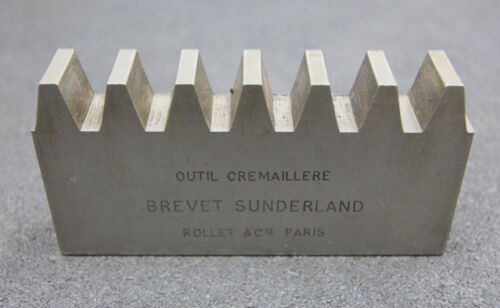 OUTIL CREMAILLERE
BREVET SUNDERLAND
ROLLET & CIE PARIS